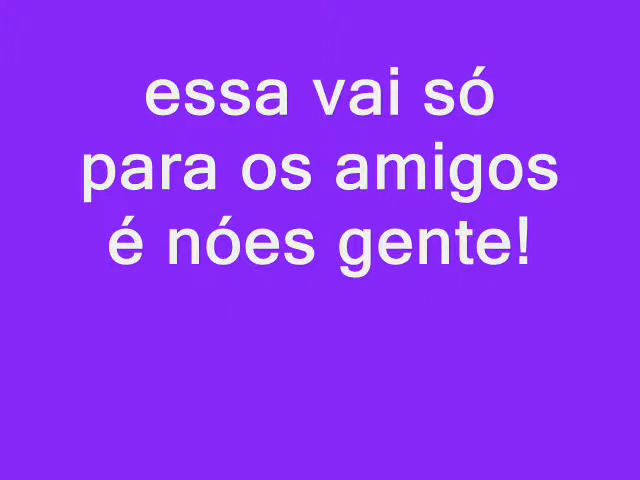 essa vai só
para os amigos
é nóes gente!